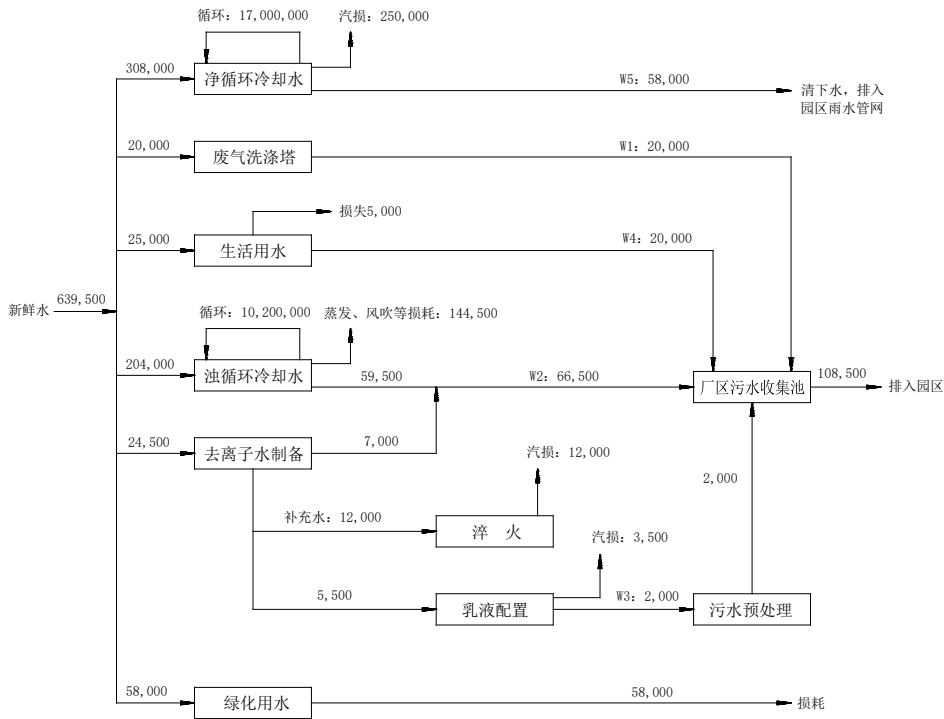 循环：17,000,000
汽损：250,000
308,000
净循环冷却水
W5：58,000
清下水，排入
园区雨水管网
20,000
废气洗涤塔
W1：20,000
损失5,000
25,000
生活用水
W4：20,000
新鲜水
639,500
循环：10,200,000
蒸发、风吹等损耗：144,500
204,000
浊循环冷却水
59,500
W2：66,500
厂区污水收集池
108,500
排入园区
24,500
去离子水制备
7,000
汽损：12,000
2,000
补充水：12,000
淬　火
汽损：3,500
5,500
乳液配置
W3：2,000
污水预处理
58,000
绿化用水
58,000
损耗